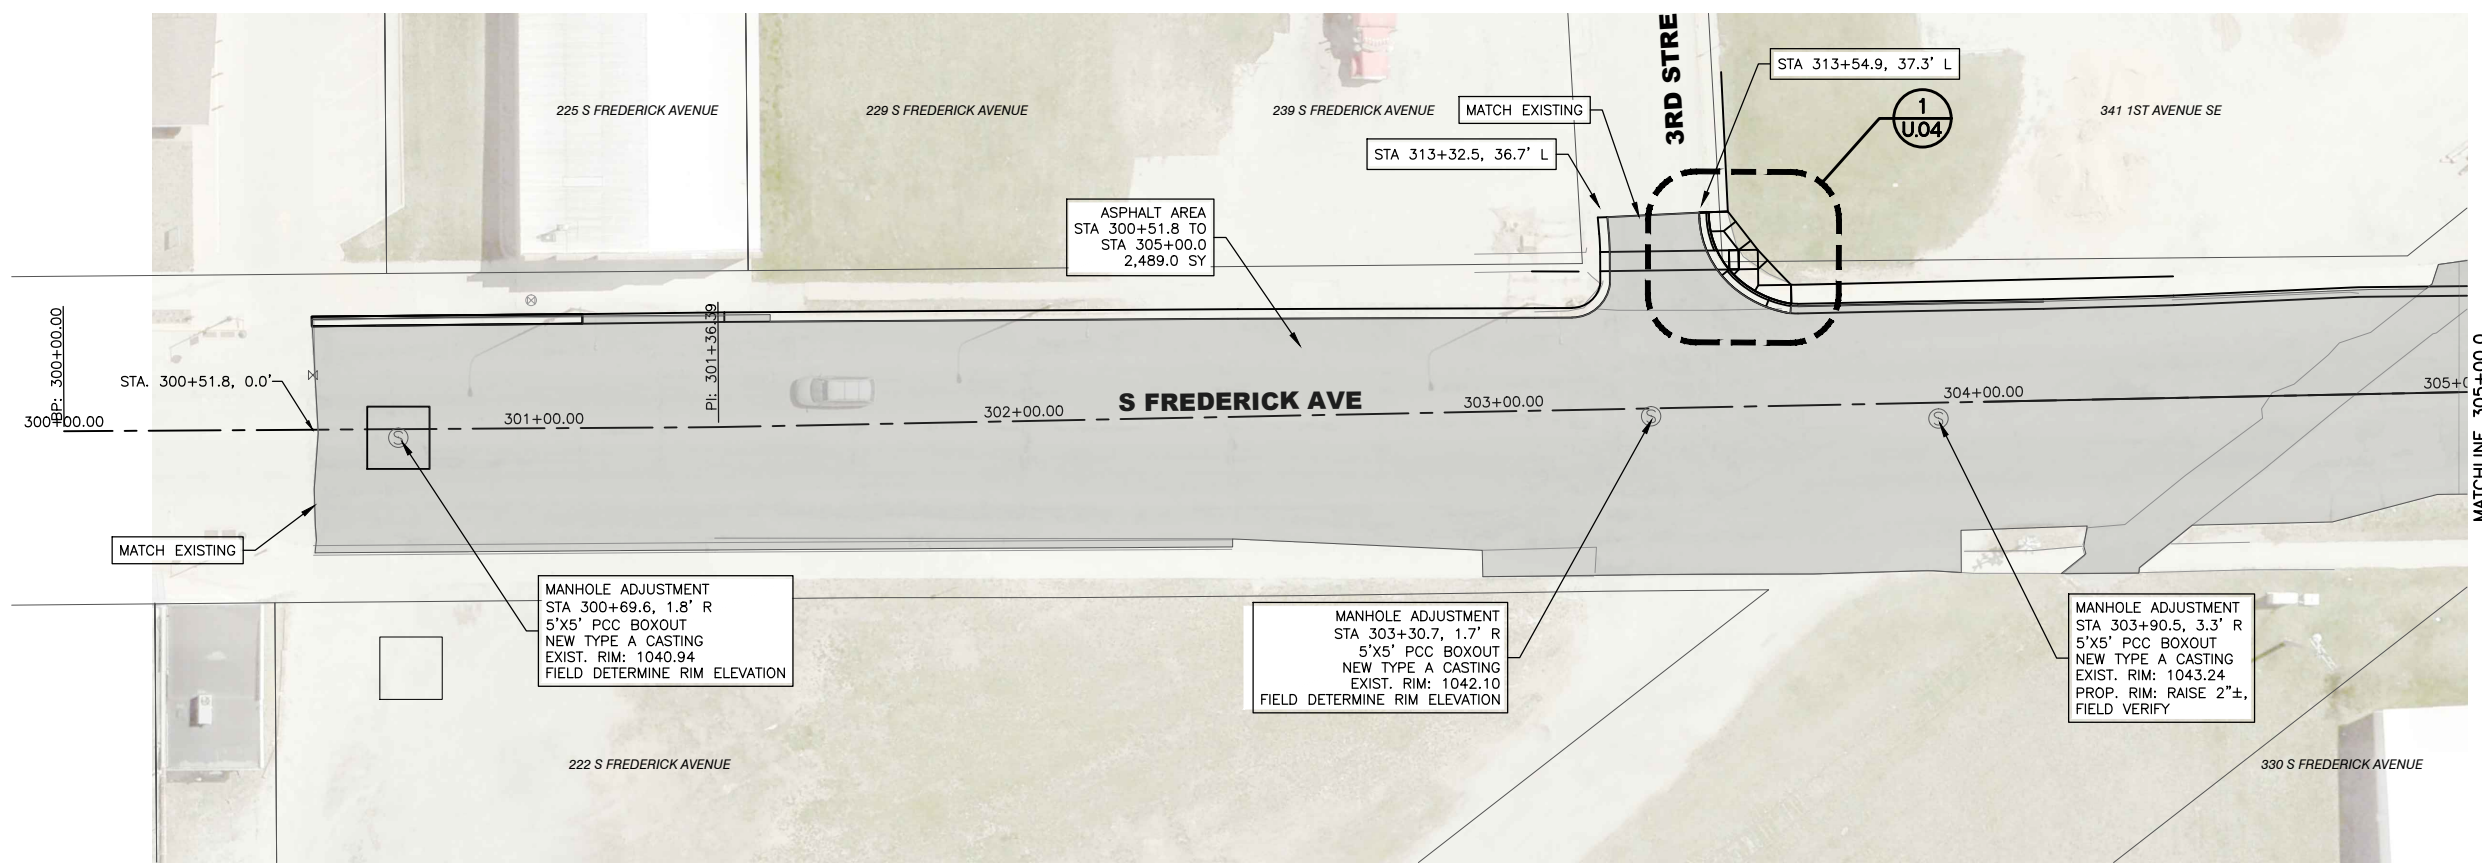 3RD STRE
STA 313+54.9, 37.3' L
225 S FREDERICK AVENUE
229 S FREDERICK AVENUE
239 S FREDERICK AVENUE
MATCH EXISTING
1
U.04
341 1ST AVENUE SE
STA 313+32.5, 36.7' L
ASPHALT AREA
STA 300+51.8 TO
STA 305+00.0
2,489.0 SY
BP: 300+00.00
PI: 301+36.39
STA. 300+51.8, 0.0'
300+00.00
301+00.00
302+00.00
S FREDERICK AVE
303+00.00
304+00.00
305+0
MATCHLINE 305+00.0
S
S
S
MATCH EXISTING
MANHOLE ADJUSTMENT
STA 300+69.6, 1.8' R
5'X5' PCC BOXOUT
NEW TYPE A CASTING
EXIST. RIM: 1040.94
FIELD DETERMINE RIM ELEVATION
MANHOLE ADJUSTMENT
STA 303+30.7, 1.7' R
5'X5' PCC BOXOUT
NEW TYPE A CASTING
EXIST. RIM: 1042.10
FIELD DETERMINE RIM ELEVATION
MANHOLE ADJUSTMENT
STA 303+90.5, 3.3' R
5'X5' PCC BOXOUT
NEW TYPE A CASTING
EXIST. RIM: 1043.24
PROP. RIM: RAISE 2"±,
FIELD VERIFY
222 S FREDERICK AVENUE
330 S FREDERICK AVENUE